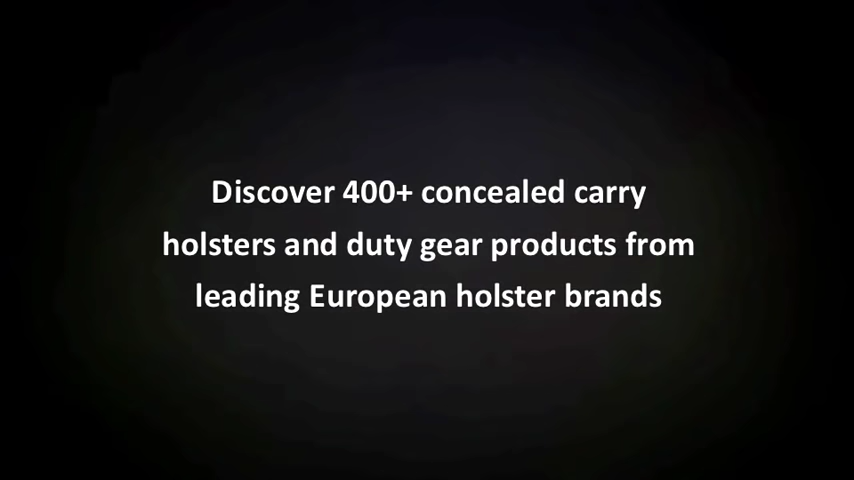 Discover 400+ concealed carry
holsters and duty gear products from
leading European holster brands